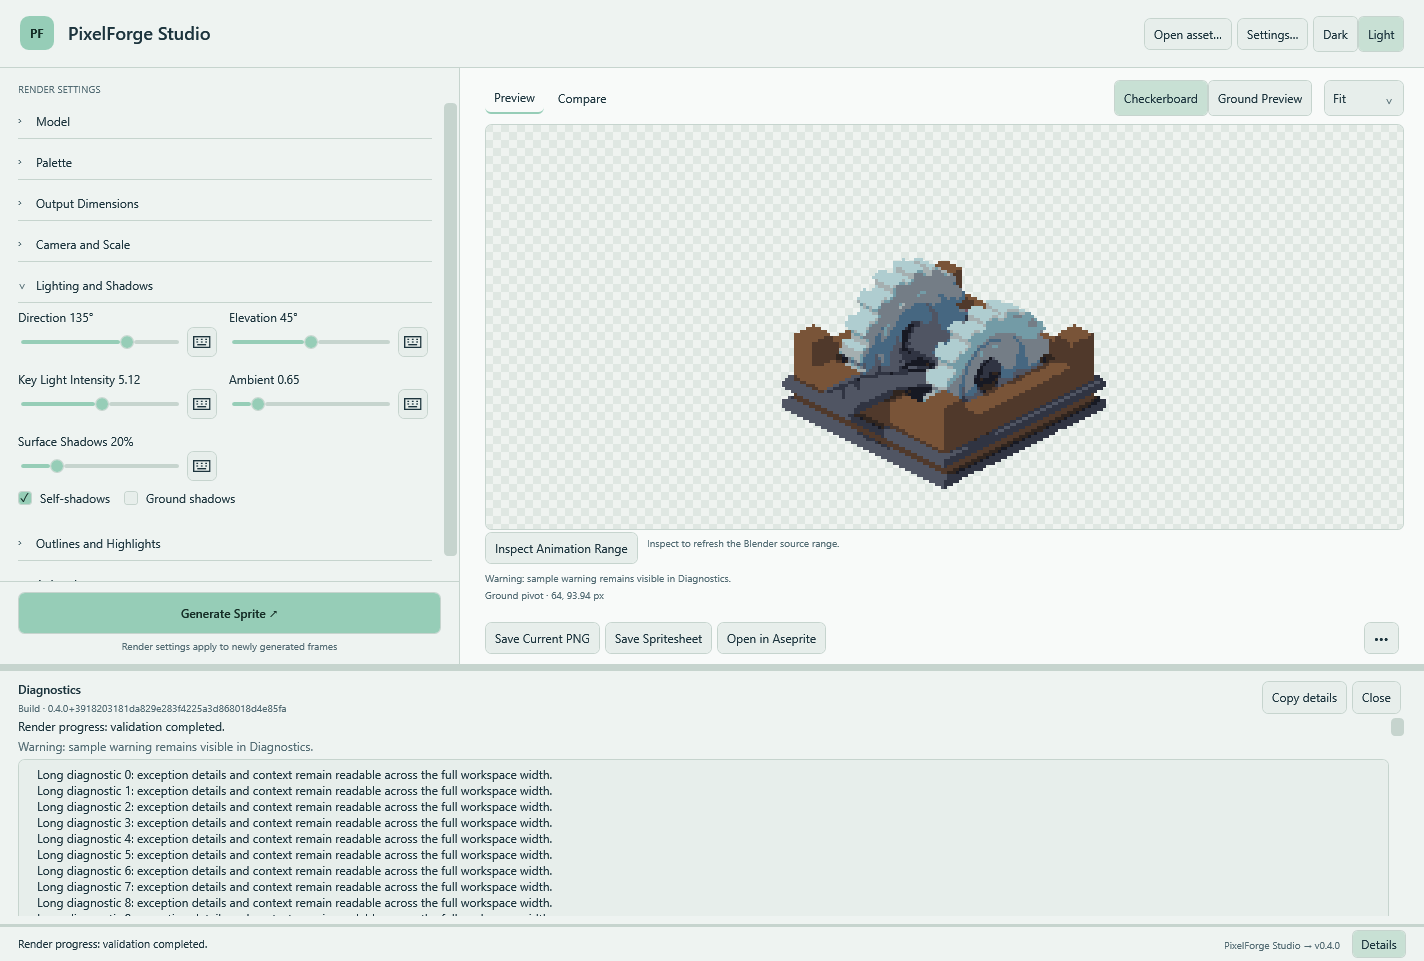 PF PixelForge Studio
Open asset... Settings... Dark Light
RENDER SETTINGS
Model
Palette
Output Dimensions
Camera and Scale
Lighting and Shadows
Direction 135° Elevation 45°
Key Light Intensity 5.12 Ambient 0.65
Surface Shadows 20%
Self-shadows Ground shadows
Outlines and Highlights
Generate Sprite ↗
Render settings apply to newly generated frames
Preview Compare
Checkerboard Ground Preview Fit
Inspect Animation Range Inspect to refresh the Blender source range.
Warning: sample warning remains visible in Diagnostics.
Ground pivot · 64, 93.94 px
Save Current PNG Save Spritesheet Open in Aseprite •••
Diagnostics
Copy details Close
Build · 0.4.0+3918203181da829e283f4225a3d868018d4e85fa
Render progress: validation completed.
Warning: sample warning remains visible in Diagnostics.
Long diagnostic 0: exception details and context remain readable across the full workspace width.
Long diagnostic 1: exception details and context remain readable across the full workspace width.
Long diagnostic 2: exception details and context remain readable across the full workspace width.
Long diagnostic 3: exception details and context remain readable across the full workspace width.
Long diagnostic 4: exception details and context remain readable across the full workspace width.
Long diagnostic 5: exception details and context remain readable across the full workspace width.
Long diagnostic 6: exception details and context remain readable across the full workspace width.
Long diagnostic 7: exception details and context remain readable across the full workspace width.
Long diagnostic 8: exception details and context remain readable across the full workspace width.
Render progress: validation completed.
PixelForge Studio → v0.4.0 Details